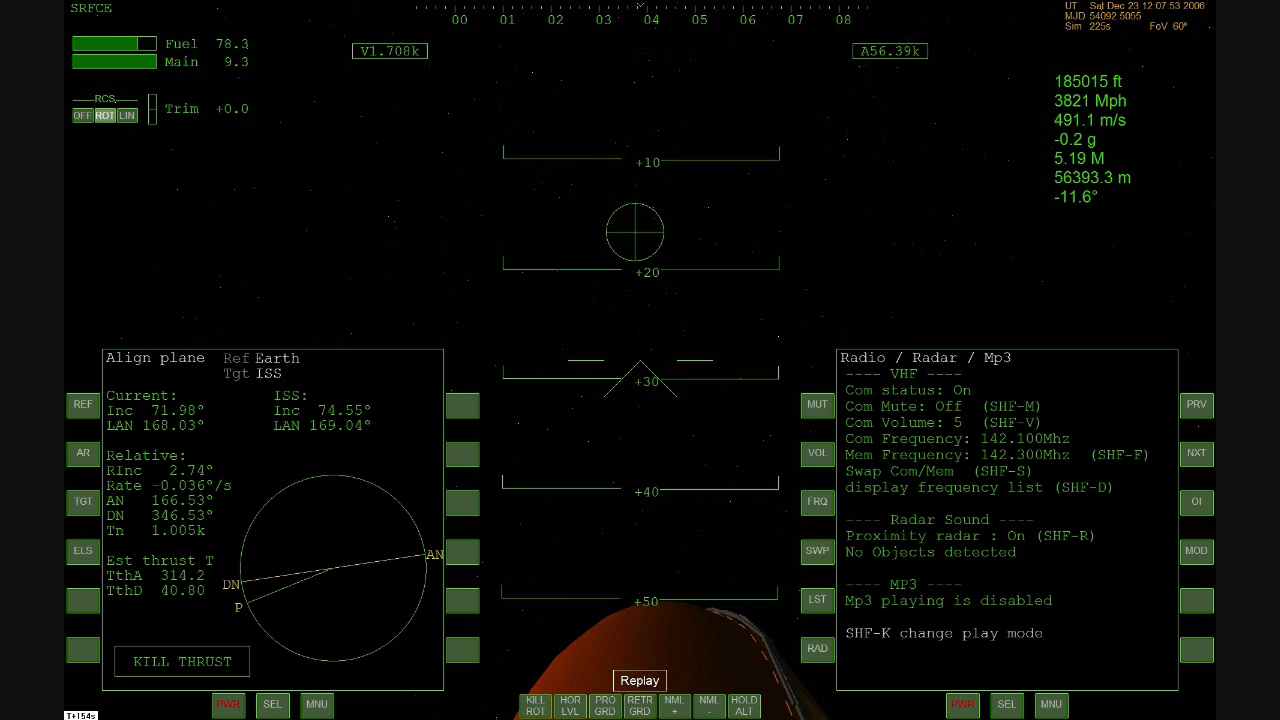 SRFCE
00 01 02 03 04 05 06 07 08
UT Sat Dec 23 12:07:53 2006
MJD 54092.5055
Sim 225s FoV 60°
Fuel 78.3
Main 9.3
V1.708k
A56.39k
RCS
OFF ROT LIN
Trim +0.0
185015 ft
3821 Mph
491.1 m/s
-0.2 g
5.19 M
56393.3 m
-11.6°
+10
+20
+30
+40
+50
Align plane Ref Earth
Tgt ISS
Current: ISS:
Inc 71.98° Inc 74.55°
LAN 168.03° LAN 169.04°
Relative:
RInc 2.74°
Rate -0.036°/s
AN 166.53°
DN 346.53°
Tn 1.005k
Est thrust T
TthA 314.2
TthD 40.80
AN
DN
P
KILL THRUST
REF
AR
TGT
ELS
PWR SEL MNU
Radio / Radar / Mp3
---- VHF ----
Com status: On
Com Mute: Off (SHF-M)
Com Volume: 5 (SHF-V)
Com Frequency: 142.100Mhz
Mem Frequency: 142.300Mhz (SHF-F)
Swap Com/Mem (SHF-S)
display frequency list (SHF-D)
---- Radar Sound ----
Proximity radar : On (SHF-R)
No Objects detected
---- MP3 ----
Mp3 playing is disabled
SHF-K change play mode
MUT
VOL
FRQ
SWP
LST
RAD
PRV
NXT
OI
MOD
PWR SEL MNU
Replay
KILL ROT
HOR LVL
PRO GRD
RETR GRD
NML +
NML -
HOLD ALT
T+154s